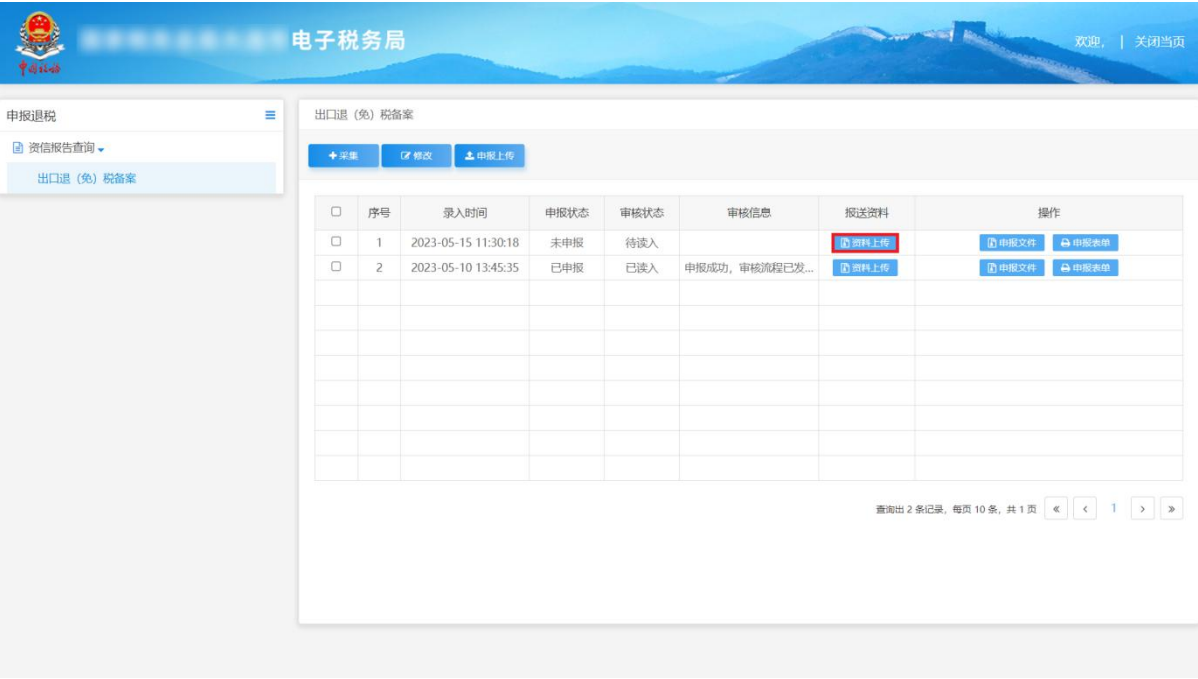 电子税务局
欢迎, | 关闭当页
中国税务
申报退税
资信报告查询
出口退（免）税备案
出口退（免）税备案
采集 修改 申报上传
序号 录入时间 申报状态 审核状态 审核信息 报送资料 操作
1 2023-05-15 11:30:18 未申报 待读入 资料上传 申报文件 申报表单
2 2023-05-10 13:45:35 已申报 已读入 申报成功，审核流程已发... 资料上传 申报文件 申报表单
查询出 2 条记录, 每页 10 条, 共 1 页 « < 1 > »